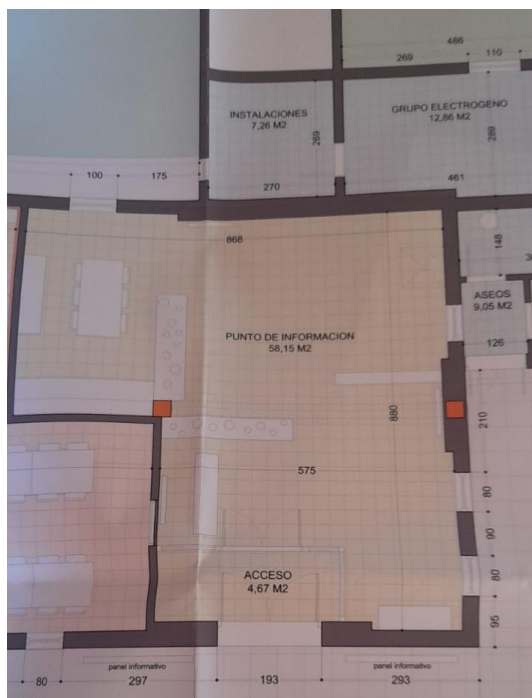 486
269
110
INSTALACIONES
7,26 M2
269
GRUPO ELECTROGENO
12,86 M2
289
100
175
270
461
868
148
3
ASEOS
9,05 M2
PUNTO DE INFORMACION
58,15 M2
126
880
210
575
80
90
ACCESO
4,67 M2
80
95
panel informativo
panel informativo
80
297
193
293